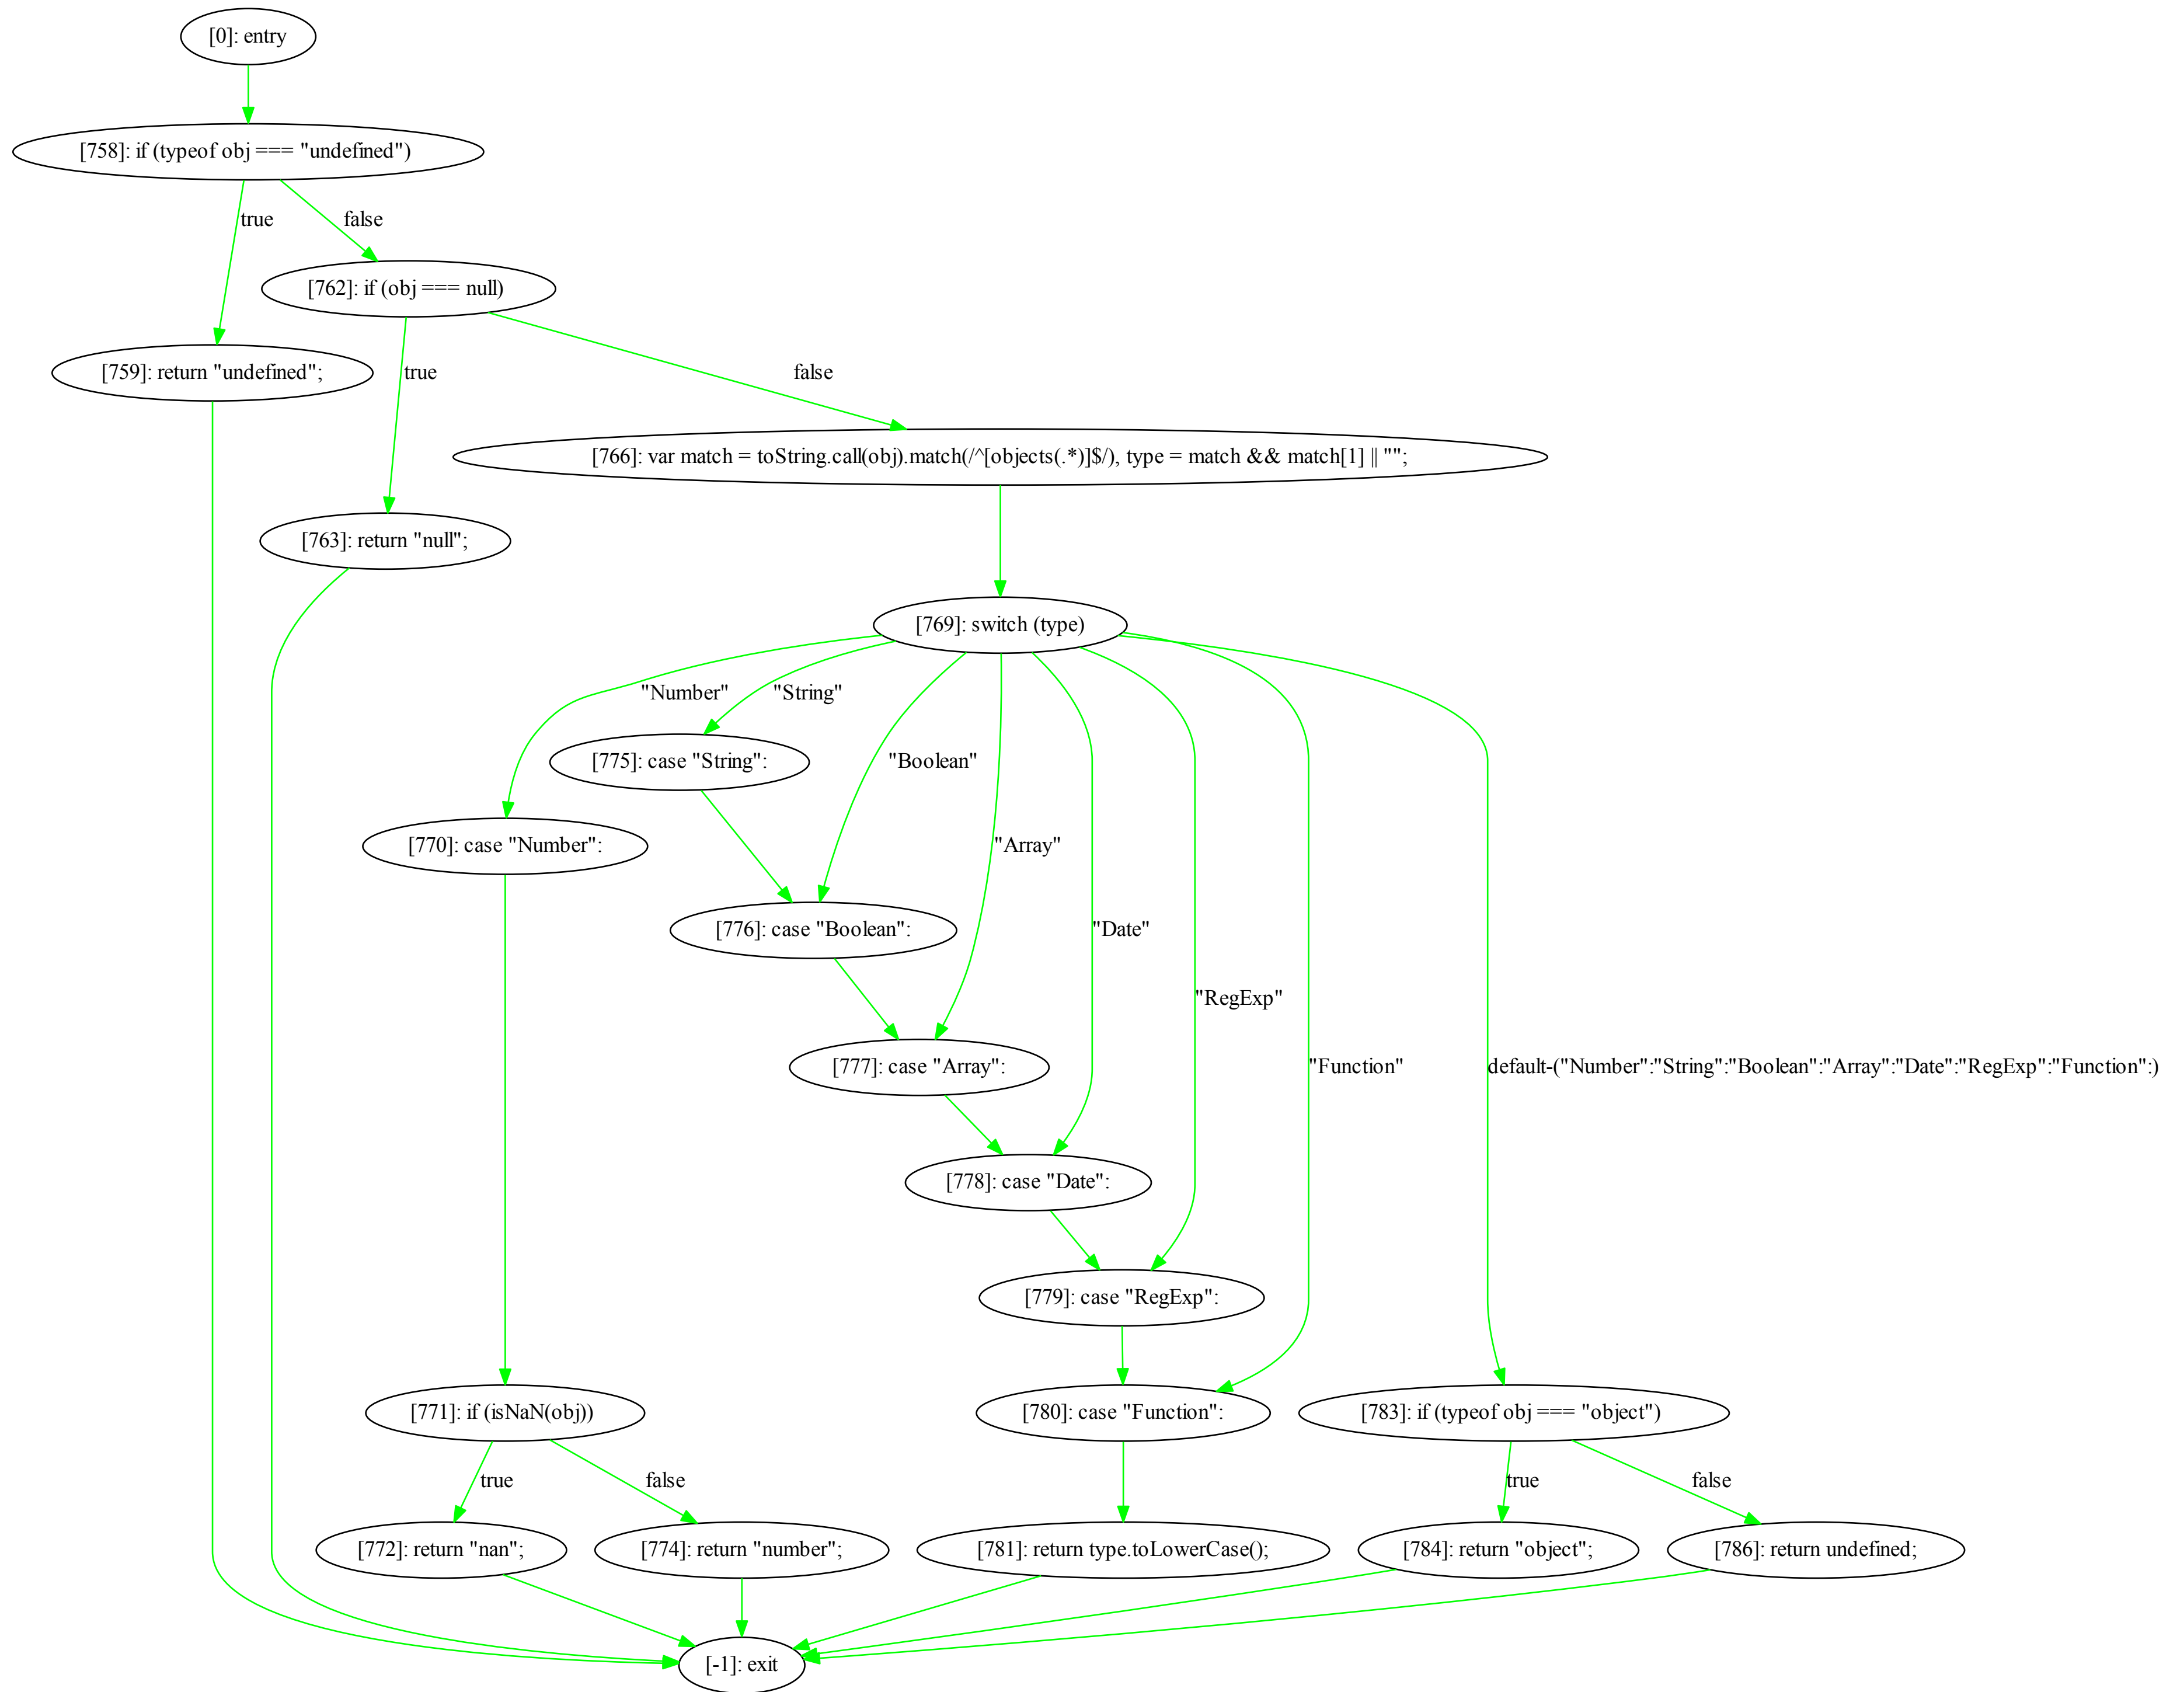 [0]: entry
[758]: if (typeof obj === "undefined")
true
false
[762]: if (obj === null)
[759]: return "undefined";
true
false
[766]: var match = toString.call(obj).match(/^[objects(.*)]$/), type = match && match[1] || "";
[763]: return "null";
[769]: switch (type)
"Number"
"String"
[775]: case "String":
"Boolean"
[770]: case "Number":
"Array"
[776]: case "Boolean":
"Date"
"RegExp"
[777]: case "Array":
"Function"
default-("Number":"String":"Boolean":"Array":"Date":"RegExp":"Function":)
[778]: case "Date":
[779]: case "RegExp":
[771]: if (isNaN(obj))
[780]: case "Function":
[783]: if (typeof obj === "object")
true
false
true
false
[772]: return "nan";
[774]: return "number";
[781]: return type.toLowerCase();
[784]: return "object";
[786]: return undefined;
[-1]: exit